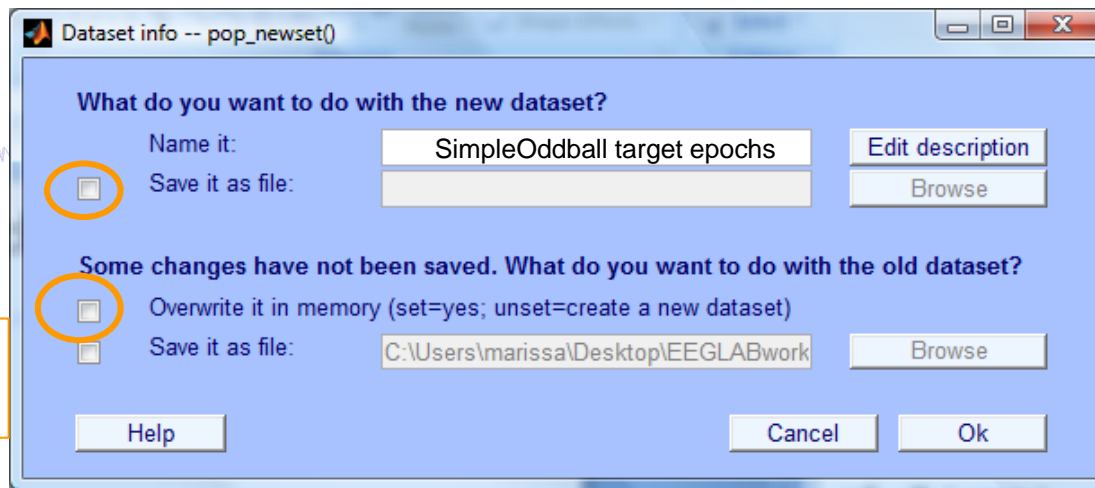 Dataset info -- pop_newset()
What do you want to do with the new dataset?
Name it: SimpleOddball target epochs Edit description
Save it as file: Browse
Some changes have not been saved. What do you want to do with the old dataset?
Overwrite it in memory (set=yes; unset=create a new dataset)
Save it as file: C:\Users\marissa\Desktop\EEGLABwork Browse
Help Cancel Ok